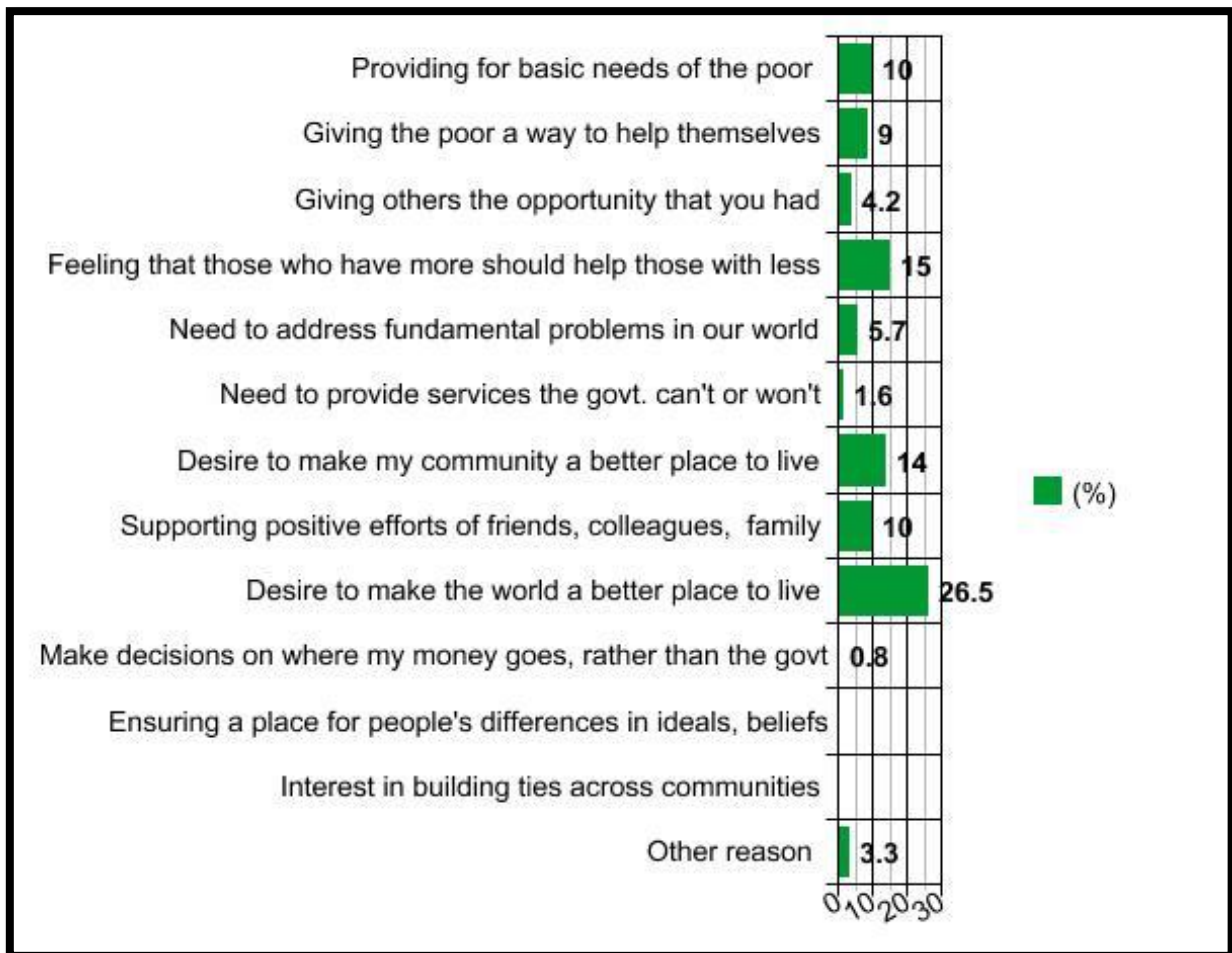 Providing for basic needs of the poor 10
Giving the poor a way to help themselves 9
Giving others the opportunity that you had 4.2
Feeling that those who have more should help those with less 15
Need to address fundamental problems in our world 5.7
Need to provide services the govt. can't or won't 1.6
Desire to make my community a better place to live 14
Supporting positive efforts of friends, colleagues, family 10
Desire to make the world a better place to live 26.5
Make decisions on where my money goes, rather than the govt 0.8
Ensuring a place for people's differences in ideals, beliefs
Interest in building ties across communities
Other reason 3.3
0 10 20 30
(%)